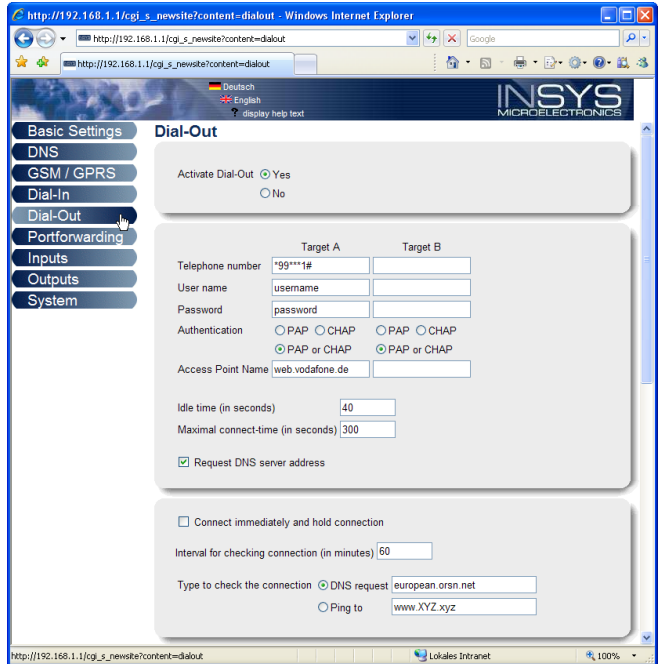 http://192.168.1.1/cgi_s_newsite?content=dialout - Windows Internet Explorer
http://192.168.1.1/cgi_s_newsite?content=dialout
Google
http://192.168.1.1/cgi_s_newsite?content=dialout
Deutsch
English
? display help text
INSYS
MICROELECTRONICS
Basic Settings
DNS
GSM / GPRS
Dial-In
Dial-Out
Portforwarding
Inputs
Outputs
System
Dial-Out
Activate Dial-Out Yes
No
Target A Target B
Telephone number *99***1#
User name username
Password password
Authentication PAP CHAP PAP CHAP
PAP or CHAP PAP or CHAP
Access Point Name web.vodafone.de
Idle time (in seconds) 40
Maximal connect-time (in seconds) 300
Request DNS server address
Connect immediately and hold connection
Interval for checking connection (in minutes) 60
Type to check the connection DNS request european.orsn.net
Ping to www.XYZ.xyz
http://192.168.1.1/cgi_s_newsite?content=dialout Lokales Intranet 100%